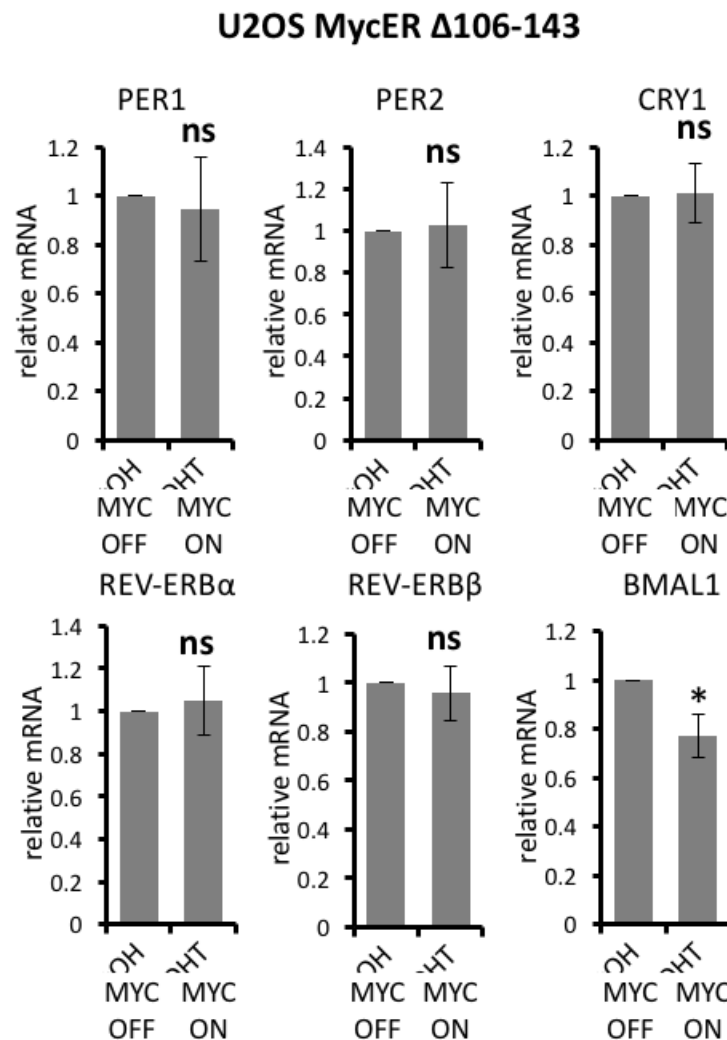 U2OS MycER Δ106-143
PER1
PER2
CRY1
relative mRNA
1.2
1
0.8
0.6
0.4
0.2
0
ns
relative mRNA
1.4
1.2
1
0.8
0.6
0.4
0.2
0
ns
relative mRNA
1.2
1
0.8
0.6
0.4
0.2
0
ns
MYC OFF
MYC ON
MYC OFF
MYC ON
MYC OFF
MYC ON
REV-ERBα
REV-ERBβ
BMAL1
relative mRNA
1.4
1.2
1
0.8
0.6
0.4
0.2
0
ns
relative mRNA
1.2
1
0.8
0.6
0.4
0.2
0
ns
relative mRNA
1.2
1
0.8
0.6
0.4
0.2
0
*
MYC OFF
MYC ON
MYC OFF
MYC ON
MYC OFF
MYC ON